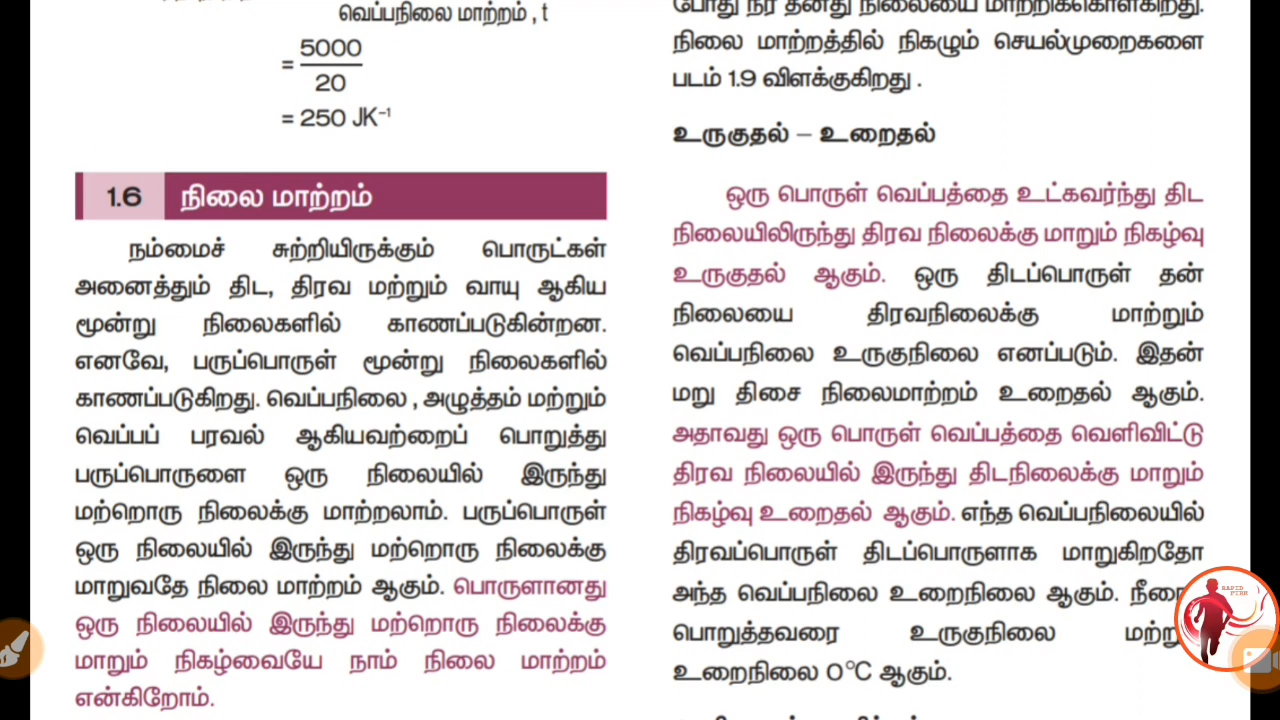 வெப்பநிலை மாற்றம் , t
= 5000
20
= 250 JK⁻¹
1.6 நிலை மாற்றம்
நம்மைச் சுற்றியிருக்கும் பொருட்கள்
அனைத்தும் திட, திரவ மற்றும் வாயு ஆகிய
மூன்று நிலைகளில் காணப்படுகின்றன.
எனவே, பருப்பொருள் மூன்று நிலைகளில்
காணப்படுகிறது. வெப்பநிலை , அழுத்தம் மற்றும்
வெப்பப் பரவல் ஆகியவற்றைப் பொறுத்து
பருப்பொருளை ஒரு நிலையில் இருந்து
மற்றொரு நிலைக்கு மாற்றலாம். பருப்பொருள்
ஒரு நிலையில் இருந்து மற்றொரு நிலைக்கு
மாறுவதே நிலை மாற்றம் ஆகும். பொருளானது
ஒரு நிலையில் இருந்து மற்றொரு நிலைக்கு
மாறும் நிகழ்வையே நாம் நிலை மாற்றம்
என்கிறோம்.
போது நீர் தனது நிலையை மாற்றிக்கொள்கிறது.
நிலை மாற்றத்தில் நிகழும் செயல்முறைகளை
படம் 1.9 விளக்குகிறது .
உருகுதல் – உறைதல்
ஒரு பொருள் வெப்பத்தை உட்கவர்ந்து திட
நிலையிலிருந்து திரவ நிலைக்கு மாறும் நிகழ்வு
உருகுதல் ஆகும். ஒரு திடப்பொருள் தன்
நிலையை திரவநிலைக்கு மாற்றும்
வெப்பநிலை உருகுநிலை எனப்படும். இதன்
மறு திசை நிலைமாற்றம் உறைதல் ஆகும்.
அதாவது ஒரு பொருள் வெப்பத்தை வெளிவிட்டு
திரவ நிலையில் இருந்து திடநிலைக்கு மாறும்
நிகழ்வு உறைதல் ஆகும். எந்த வெப்பநிலையில்
திரவப்பொருள் திடப்பொருளாக மாறுகிறதோ
அந்த வெப்பநிலை உறைநிலை ஆகும்.
பொறுத்தவரை உருகுநிலை
உறைநிலை 0°C ஆகும்.
RAPID
FIRE